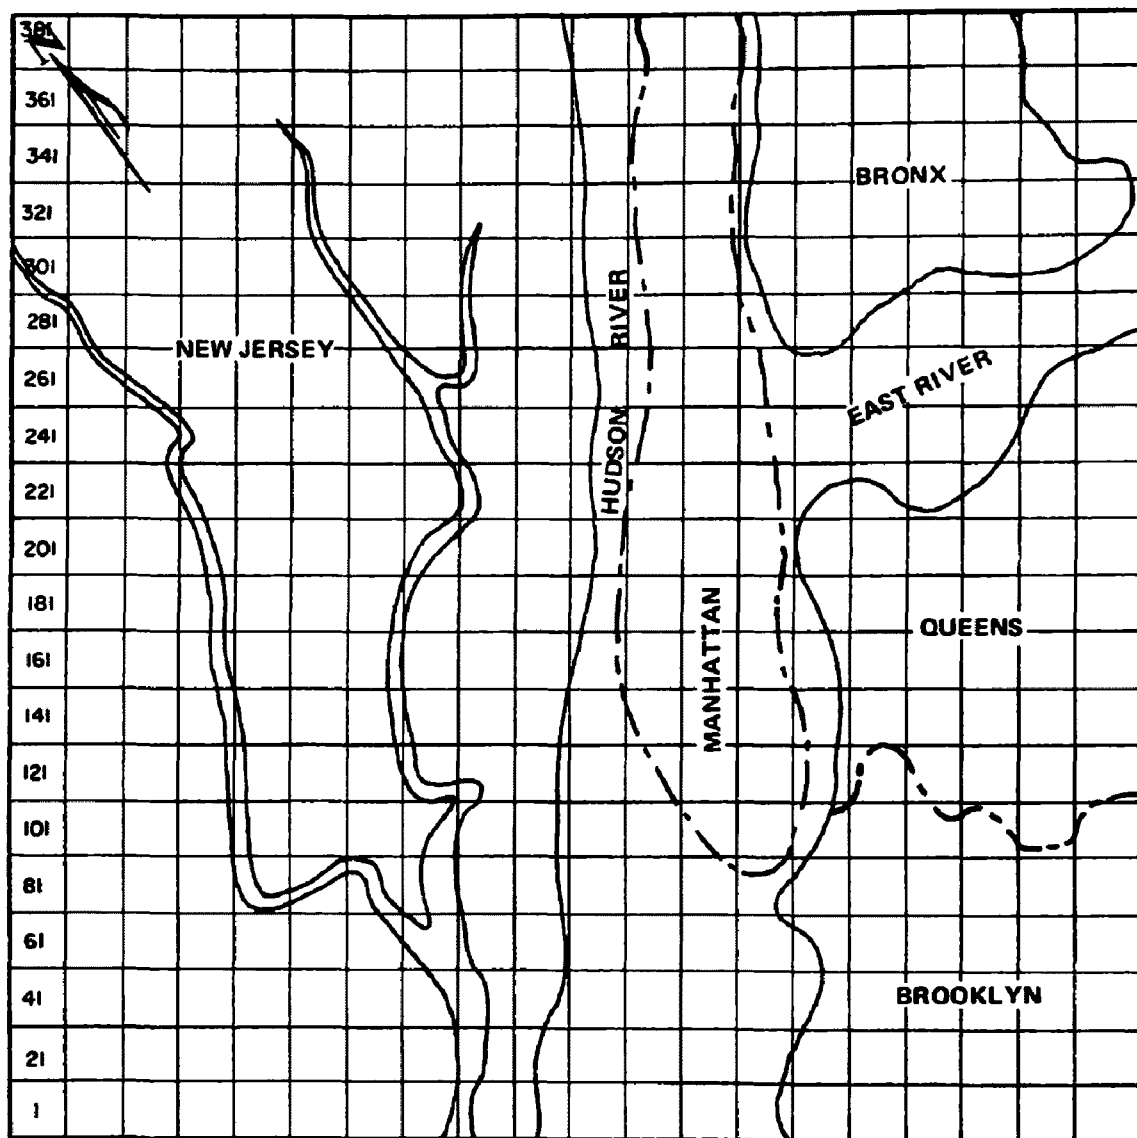 381
361
341
BRONX
321
301
281
NEW JERSEY
HUDSON RIVER
261
EAST RIVER
241
221
201
181
QUEENS
161
MANHATTAN
141
121
101
81
61
41
BROOKLYN
21
1